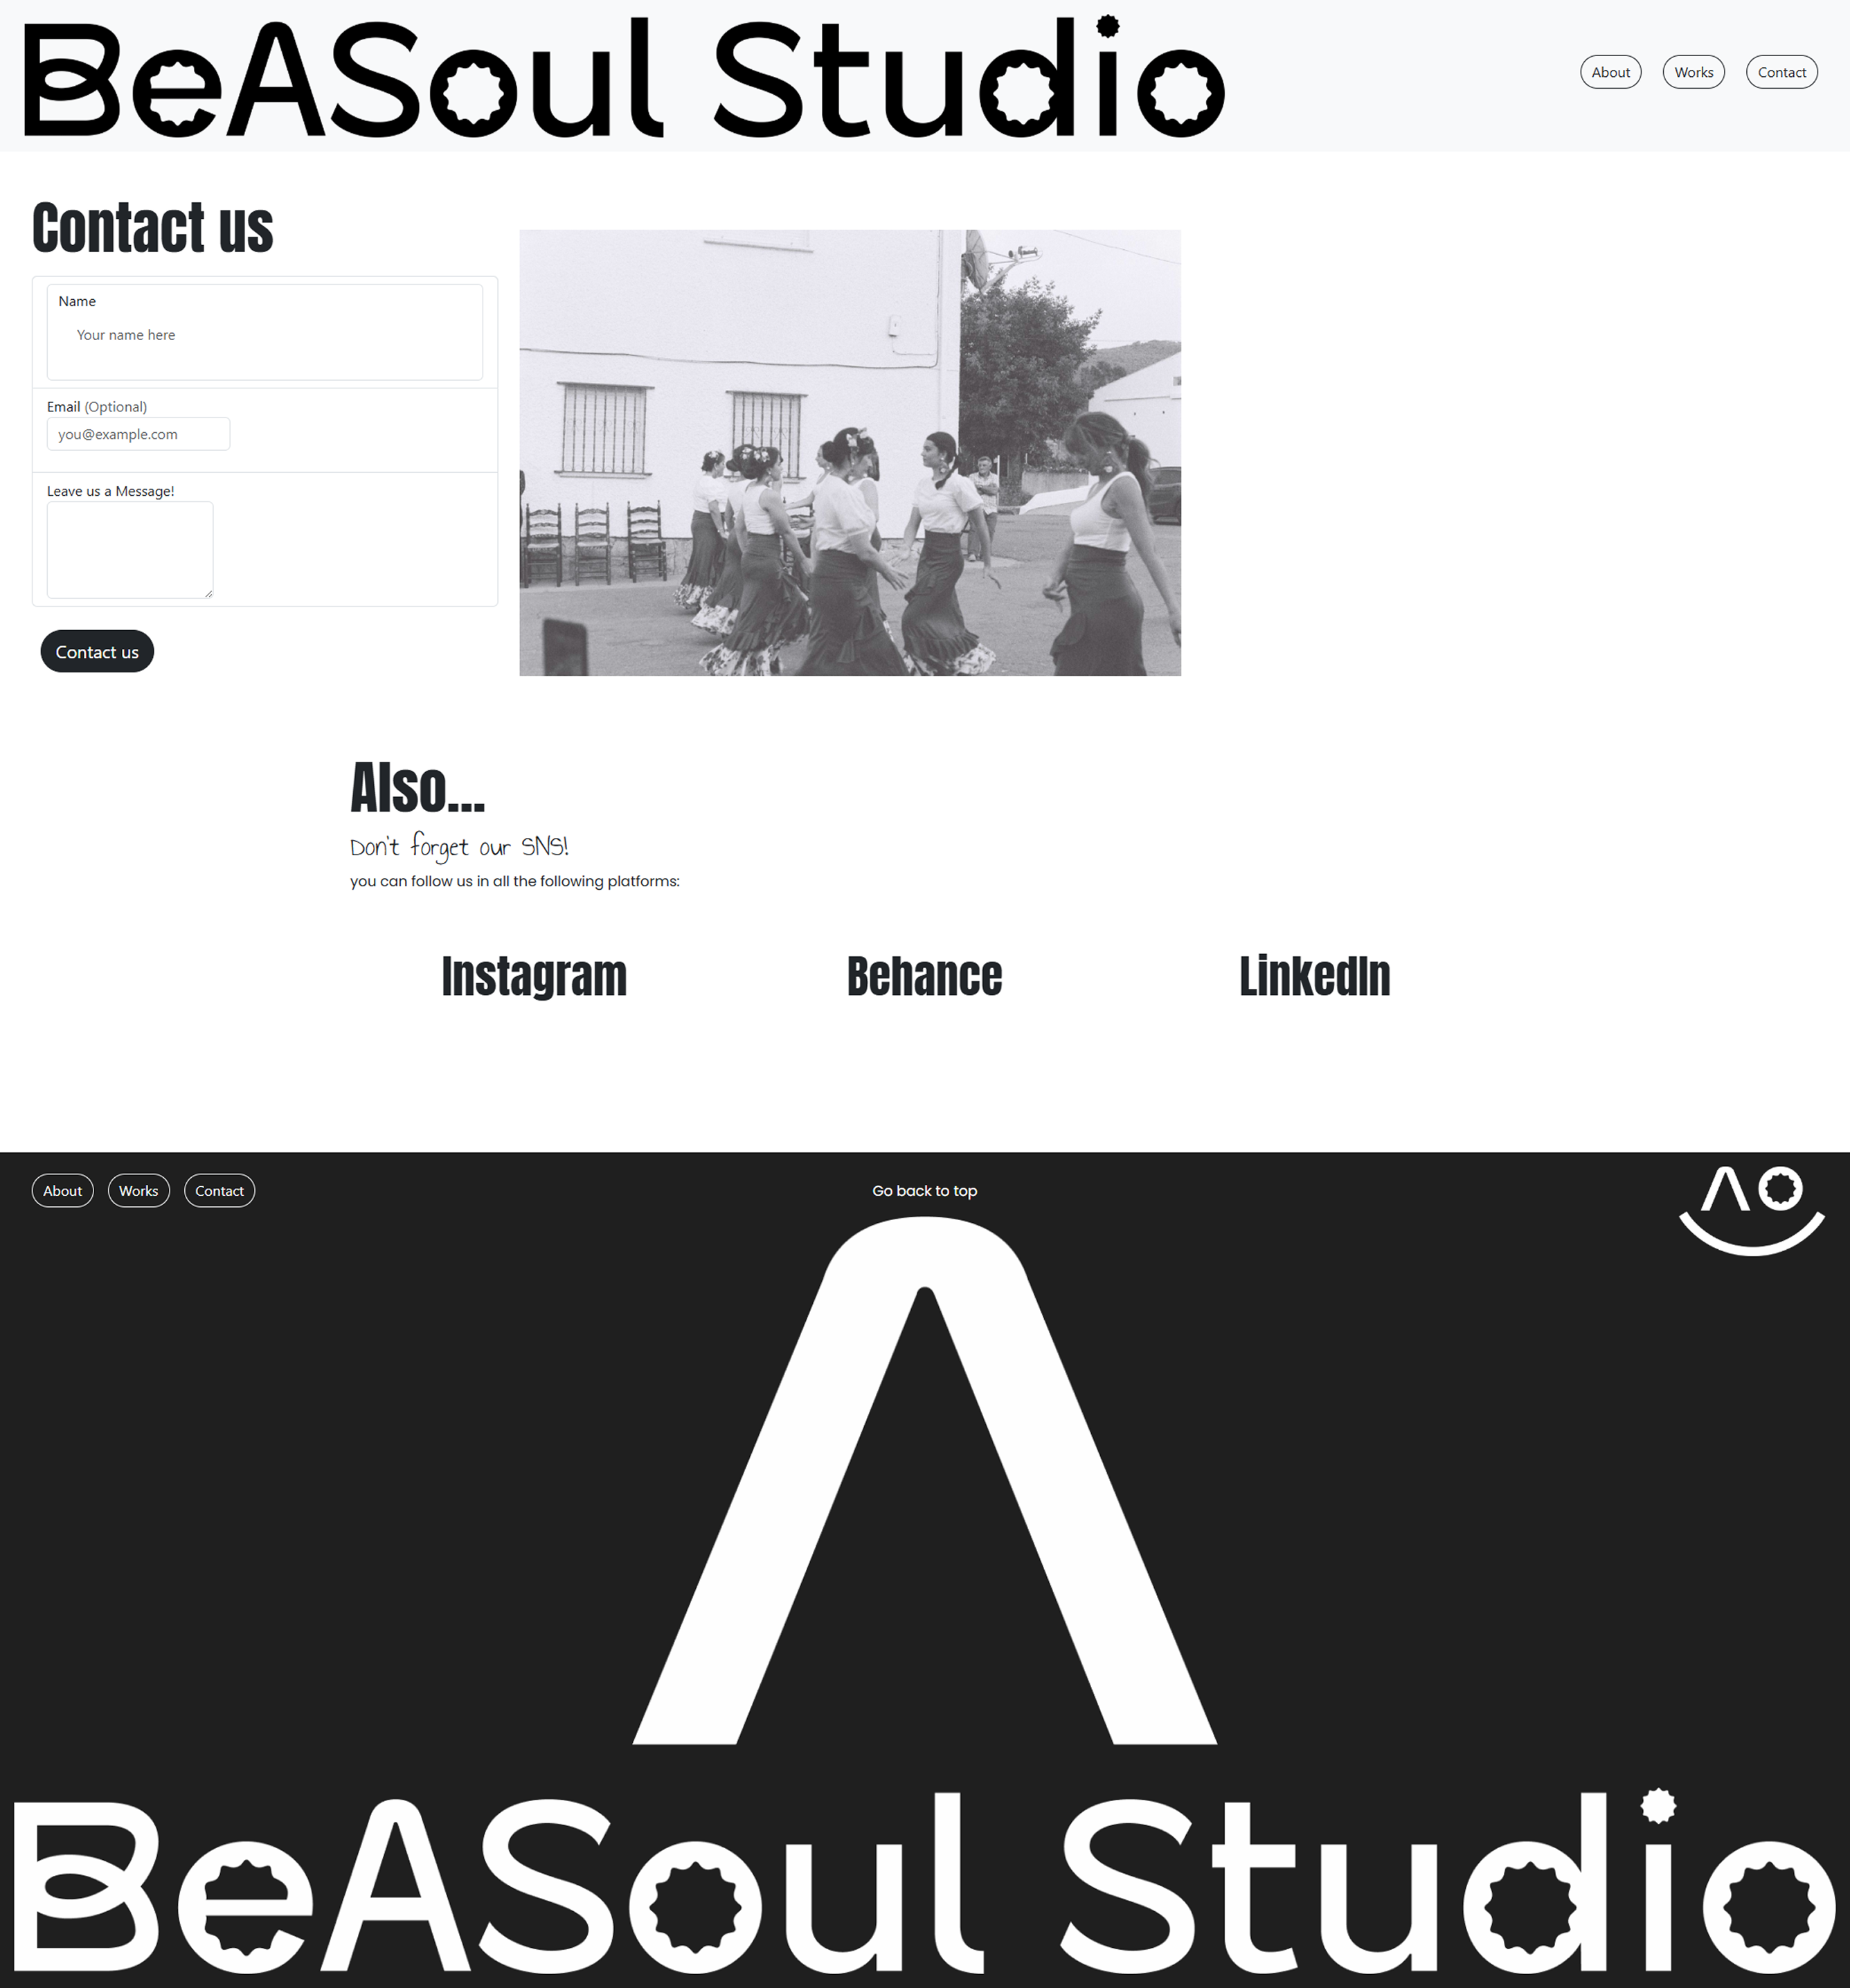 BeASoul Studio
About Works Contact
Contact us
Name
Your name here
Email (Optional)
you@example.com
Leave us a Message!
Contact us
Also...
Don't forget our SNS!
you can follow us in all the following platforms:
Instagram Behance LinkedIn
About Works Contact
Go back to top
BeASoul Studio